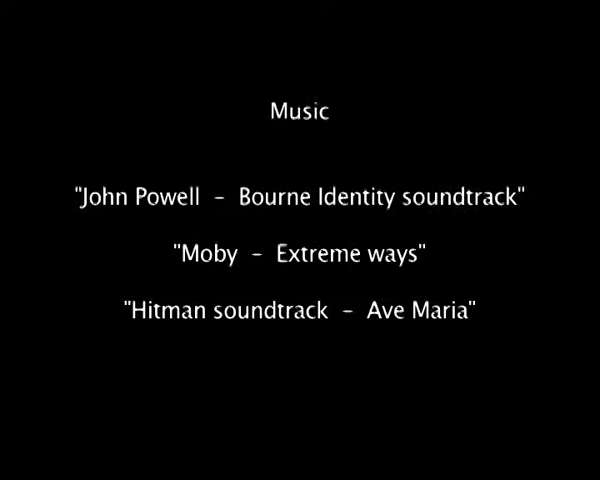 Music
"John Powell – Bourne Identity soundtrack"
"Moby – Extreme ways"
"Hitman soundtrack – Ave Maria"